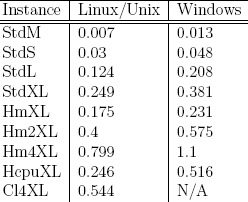 Instance Linux/Unix Windows
StdM 0.007 0.013
StdS 0.03 0.048
StdL 0.124 0.208
StdXL 0.249 0.381
HmXL 0.175 0.231
Hm2XL 0.4 0.575
Hm4XL 0.799 1.1
HcpuXL 0.246 0.516
Cl4XL 0.544 N/A